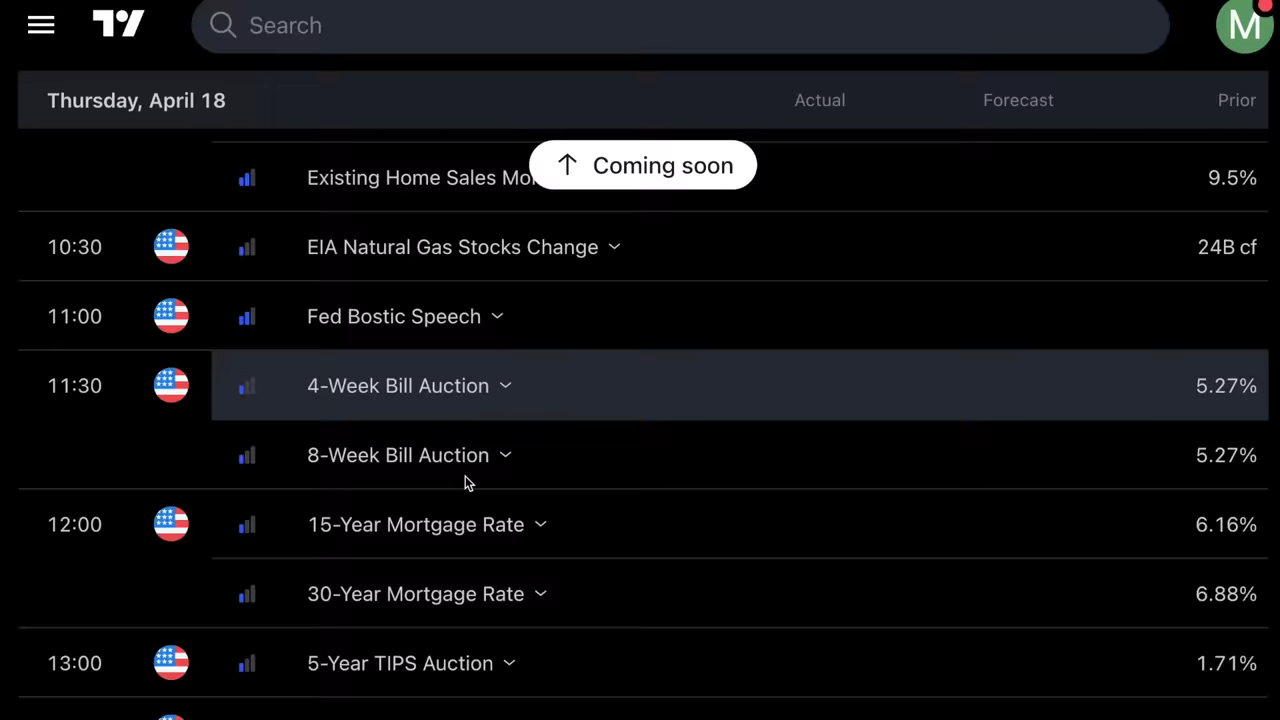 Search
M
Thursday, April 18 Actual Forecast Prior
Coming soon
Existing Home Sales 9.5%
10:30 EIA Natural Gas Stocks Change 24B cf
11:00 Fed Bostic Speech
11:30 4-Week Bill Auction 5.27%
8-Week Bill Auction 5.27%
12:00 15-Year Mortgage Rate 6.16%
30-Year Mortgage Rate 6.88%
13:00 5-Year TIPS Auction 1.71%